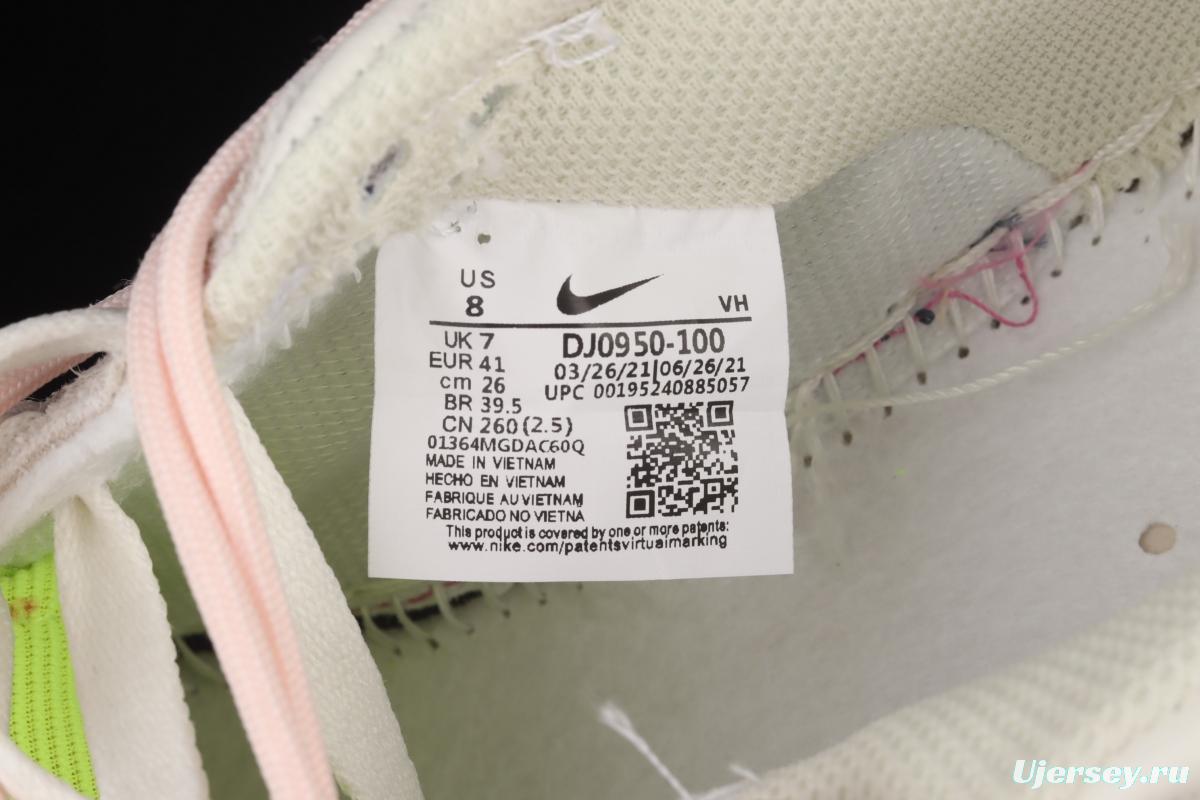 US
8
VH
UK 7
DJ0950-100
EUR 41
03/26/21|06/26/21
cm 26
UPC 00195240885057
BR 39.5
CN 260(2.5)
01364MGDAC60Q
MADE IN VIETNAM
HECHO EN VIETNAM
FABRIQUE AU VIETNAM
FABRICADO NO VIETNA
This product is covered by one or more patents:
www.nike.com/patentsvirtuaimarking
Ujersey.ru